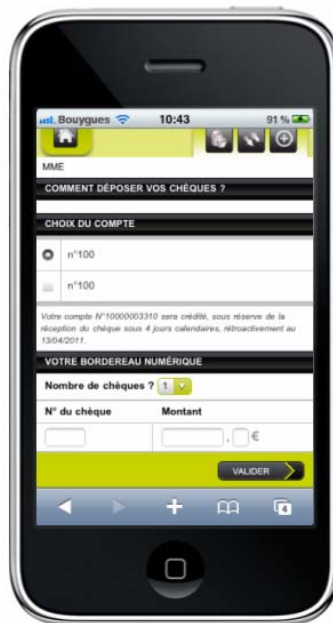 Bouygues 10:43 91 %
MME
COMMENT DÉPOSER VOS CHÈQUES ?
CHOIX DU COMPTE
n°100
n°100
Votre compte N°10000003310 sera crédité, sous réserve de la
réception du chèque sous 4 jours calendaires, rétroactivement au
13/04/2011.
VOTRE BORDEREAU NUMÉRIQUE
Nombre de chèques ? 1
N° du chèque Montant
, €
VALIDER
4